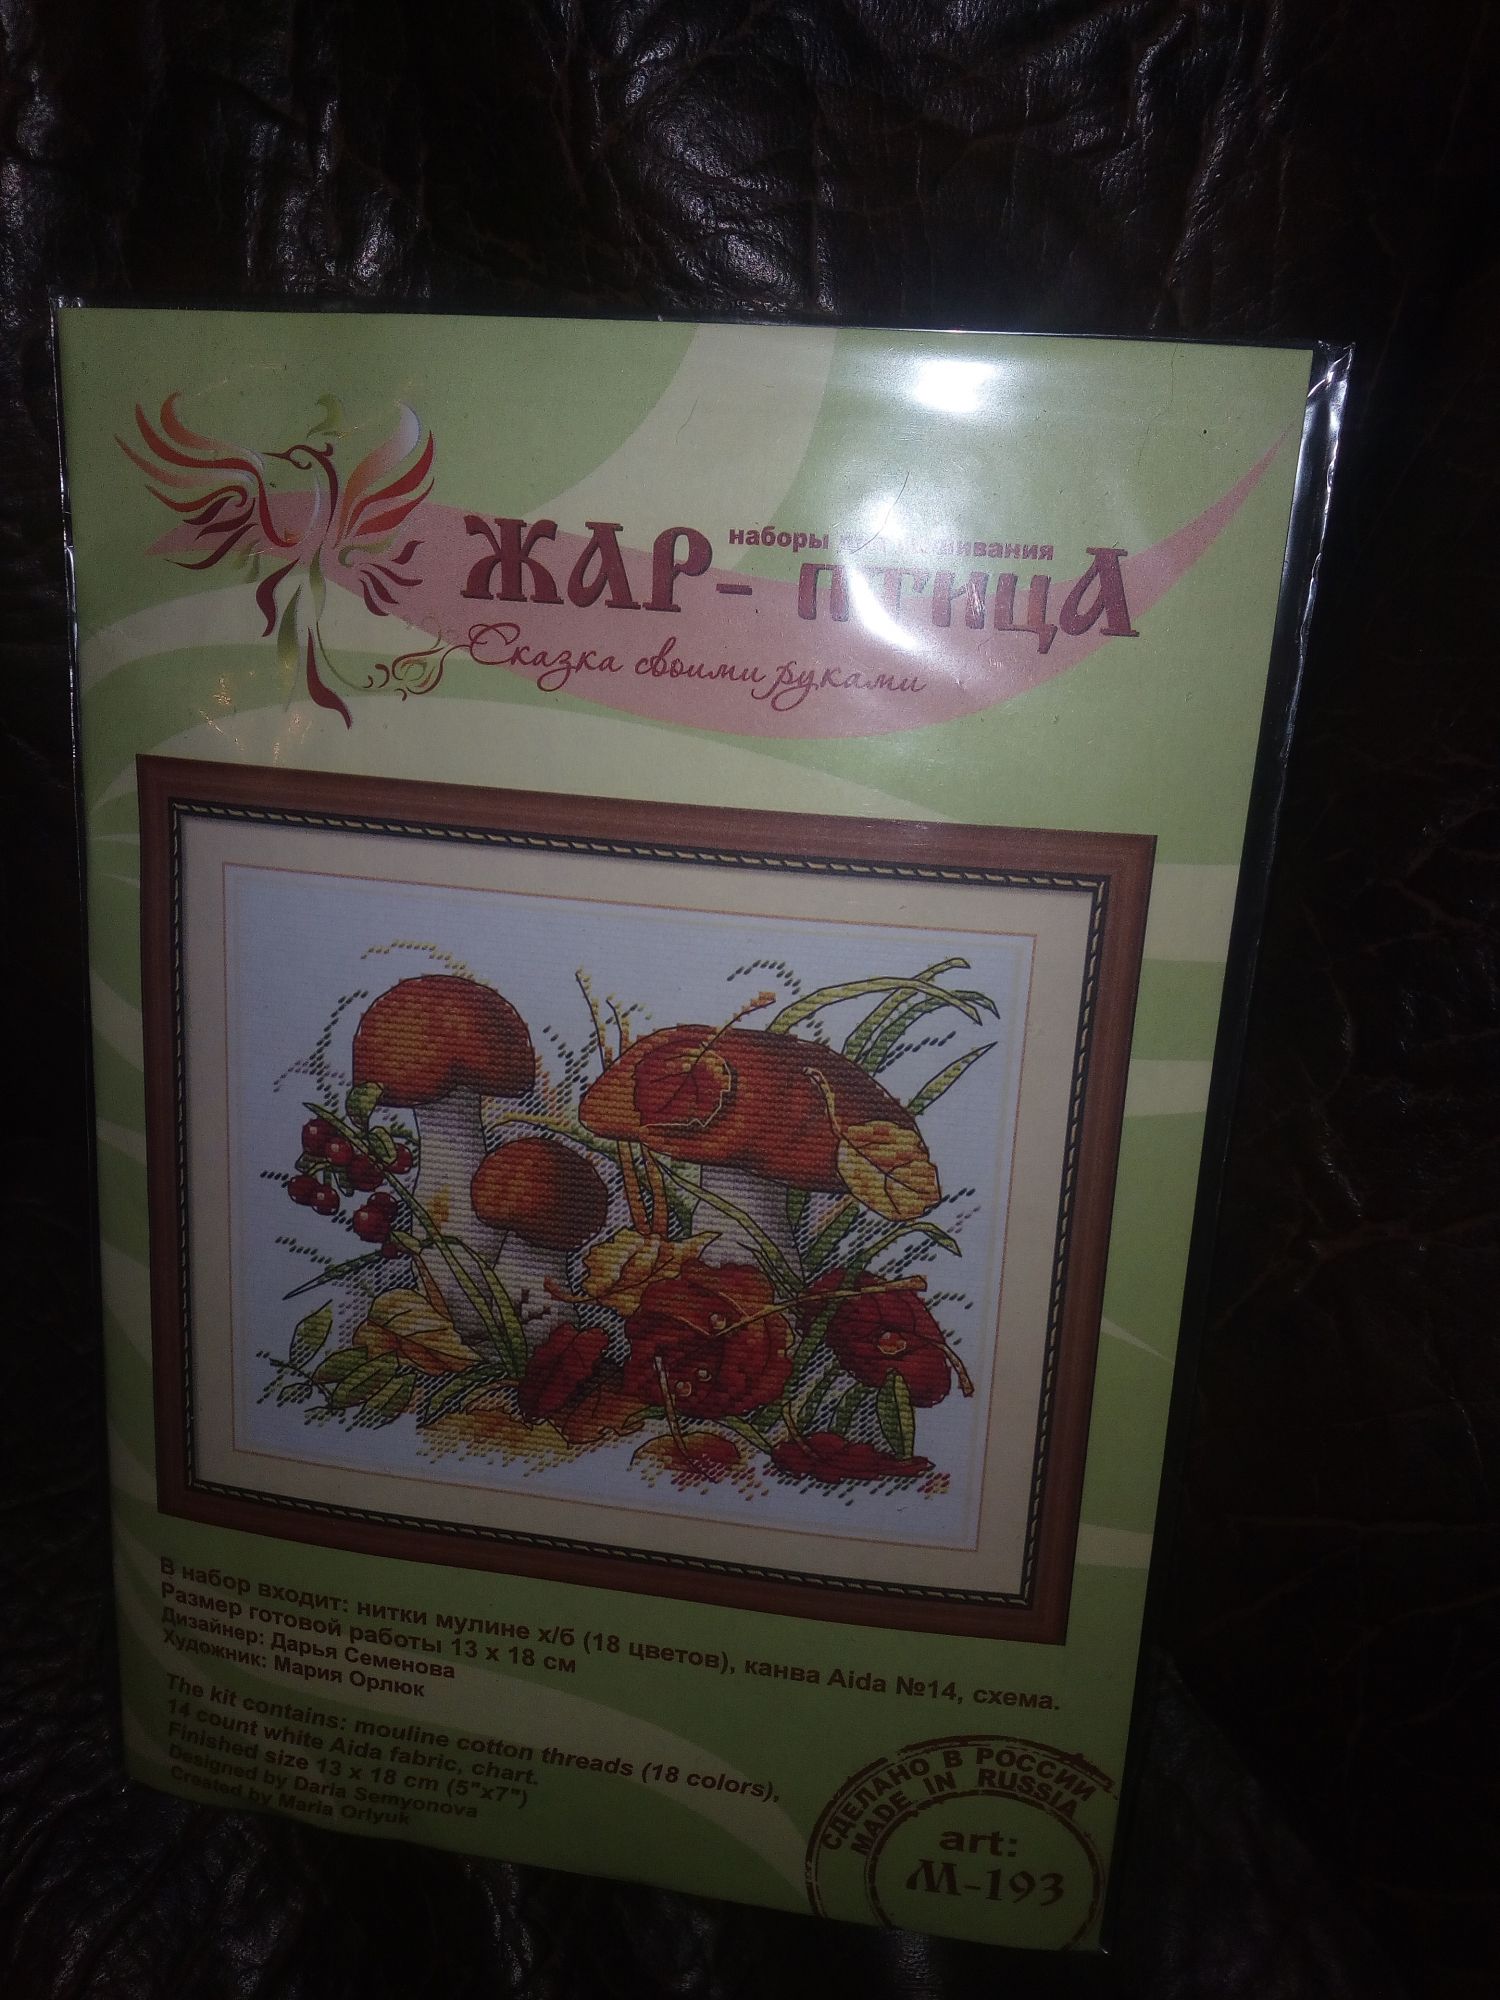 наборы
ЖАР-ПТИЦА
Сказка своими руками
В набор входит: нитки мулине х/б (18 цветов), канва Aida №14, схема.
Размер готовой работы 13 х 18 см
Дизайнер: Дарья Семенова
Художник: Мария Орлюк
The kit contains: mouline cotton threads (18 colors),
14 count white Aida fabric, chart.
Finished size 13 x 18 cm (5"x7")
Designed by Daria Semyonova
Created by Maria Orlyuk
СДЕЛАНО В РОССИИ
MADE IN RUSSIA
art:
М-193